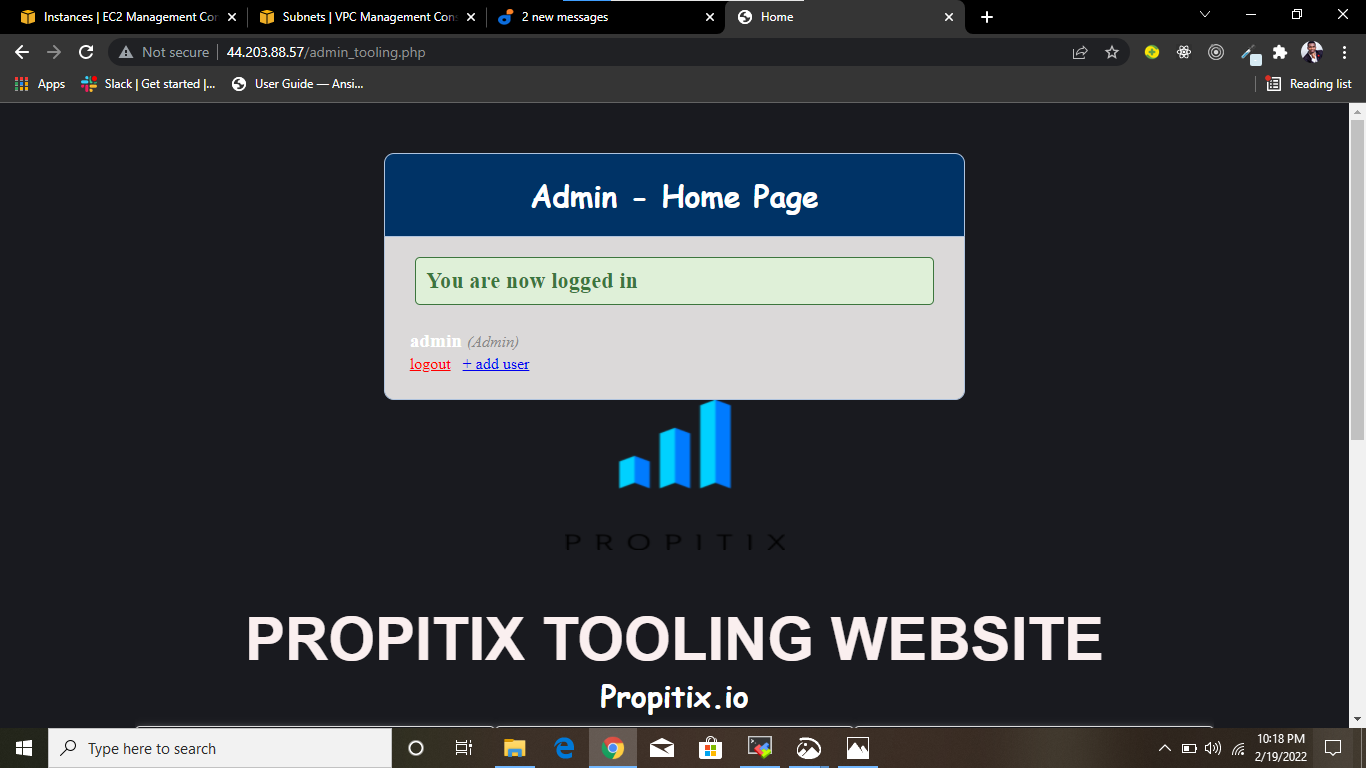 Instances | EC2 Management Con
Subnets | VPC Management Cons
2 new messages
Home
Not secure
44.203.88.57/admin_tooling.php
Apps
Slack | Get started |...
User Guide — Ansi...
Reading list
Admin - Home Page
You are now logged in
admin (Admin)
logout + add user
PROPITIX
PROPITIX TOOLING WEBSITE
Propitix.io
Type here to search
10:18 PM
2/19/2022